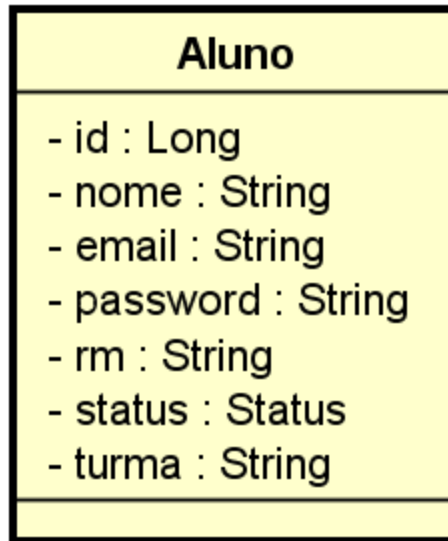 Aluno
- id : Long
- nome : String
- email : String
- password : String
- rm : String
- status : Status
- turma : String